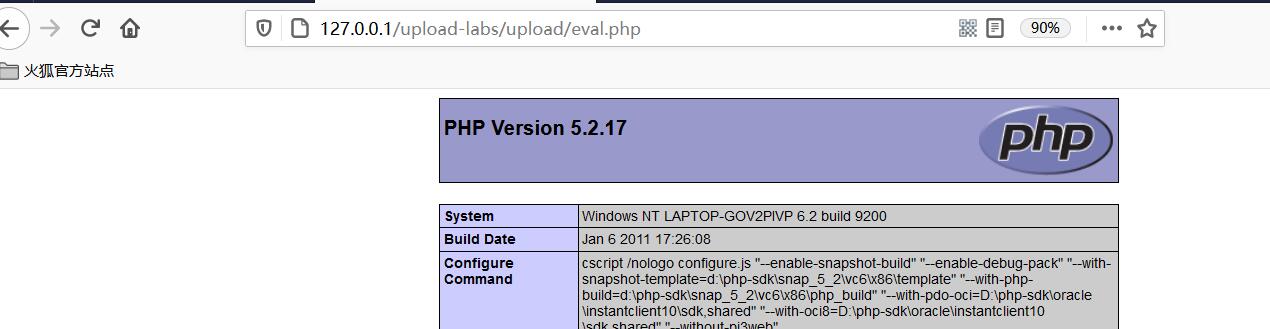 127.0.0.1/upload-labs/upload/eval.php
90%
火狐官方站点
PHP Version 5.2.17
php
System
Windows NT LAPTOP-GOV2PIVP 6.2 build 9200
Build Date
Jan 6 2011 17:26:08
Configure
Command
cscript /nologo configure.js "--enable-snapshot-build" "--enable-debug-pack" "--with-
snapshot-template=d:\php-sdk\snap_5_2\vc6\x86\template" "--with-php-
build=d:\php-sdk\snap_5_2\vc6\x86\php_build" "--with-pdo-oci=D:\php-sdk\oracle
\instantclient10\sdk,shared" "--with-oci8=D:\php-sdk\oracle\instantclient10
\sdk,shared" "--without-pi3web"